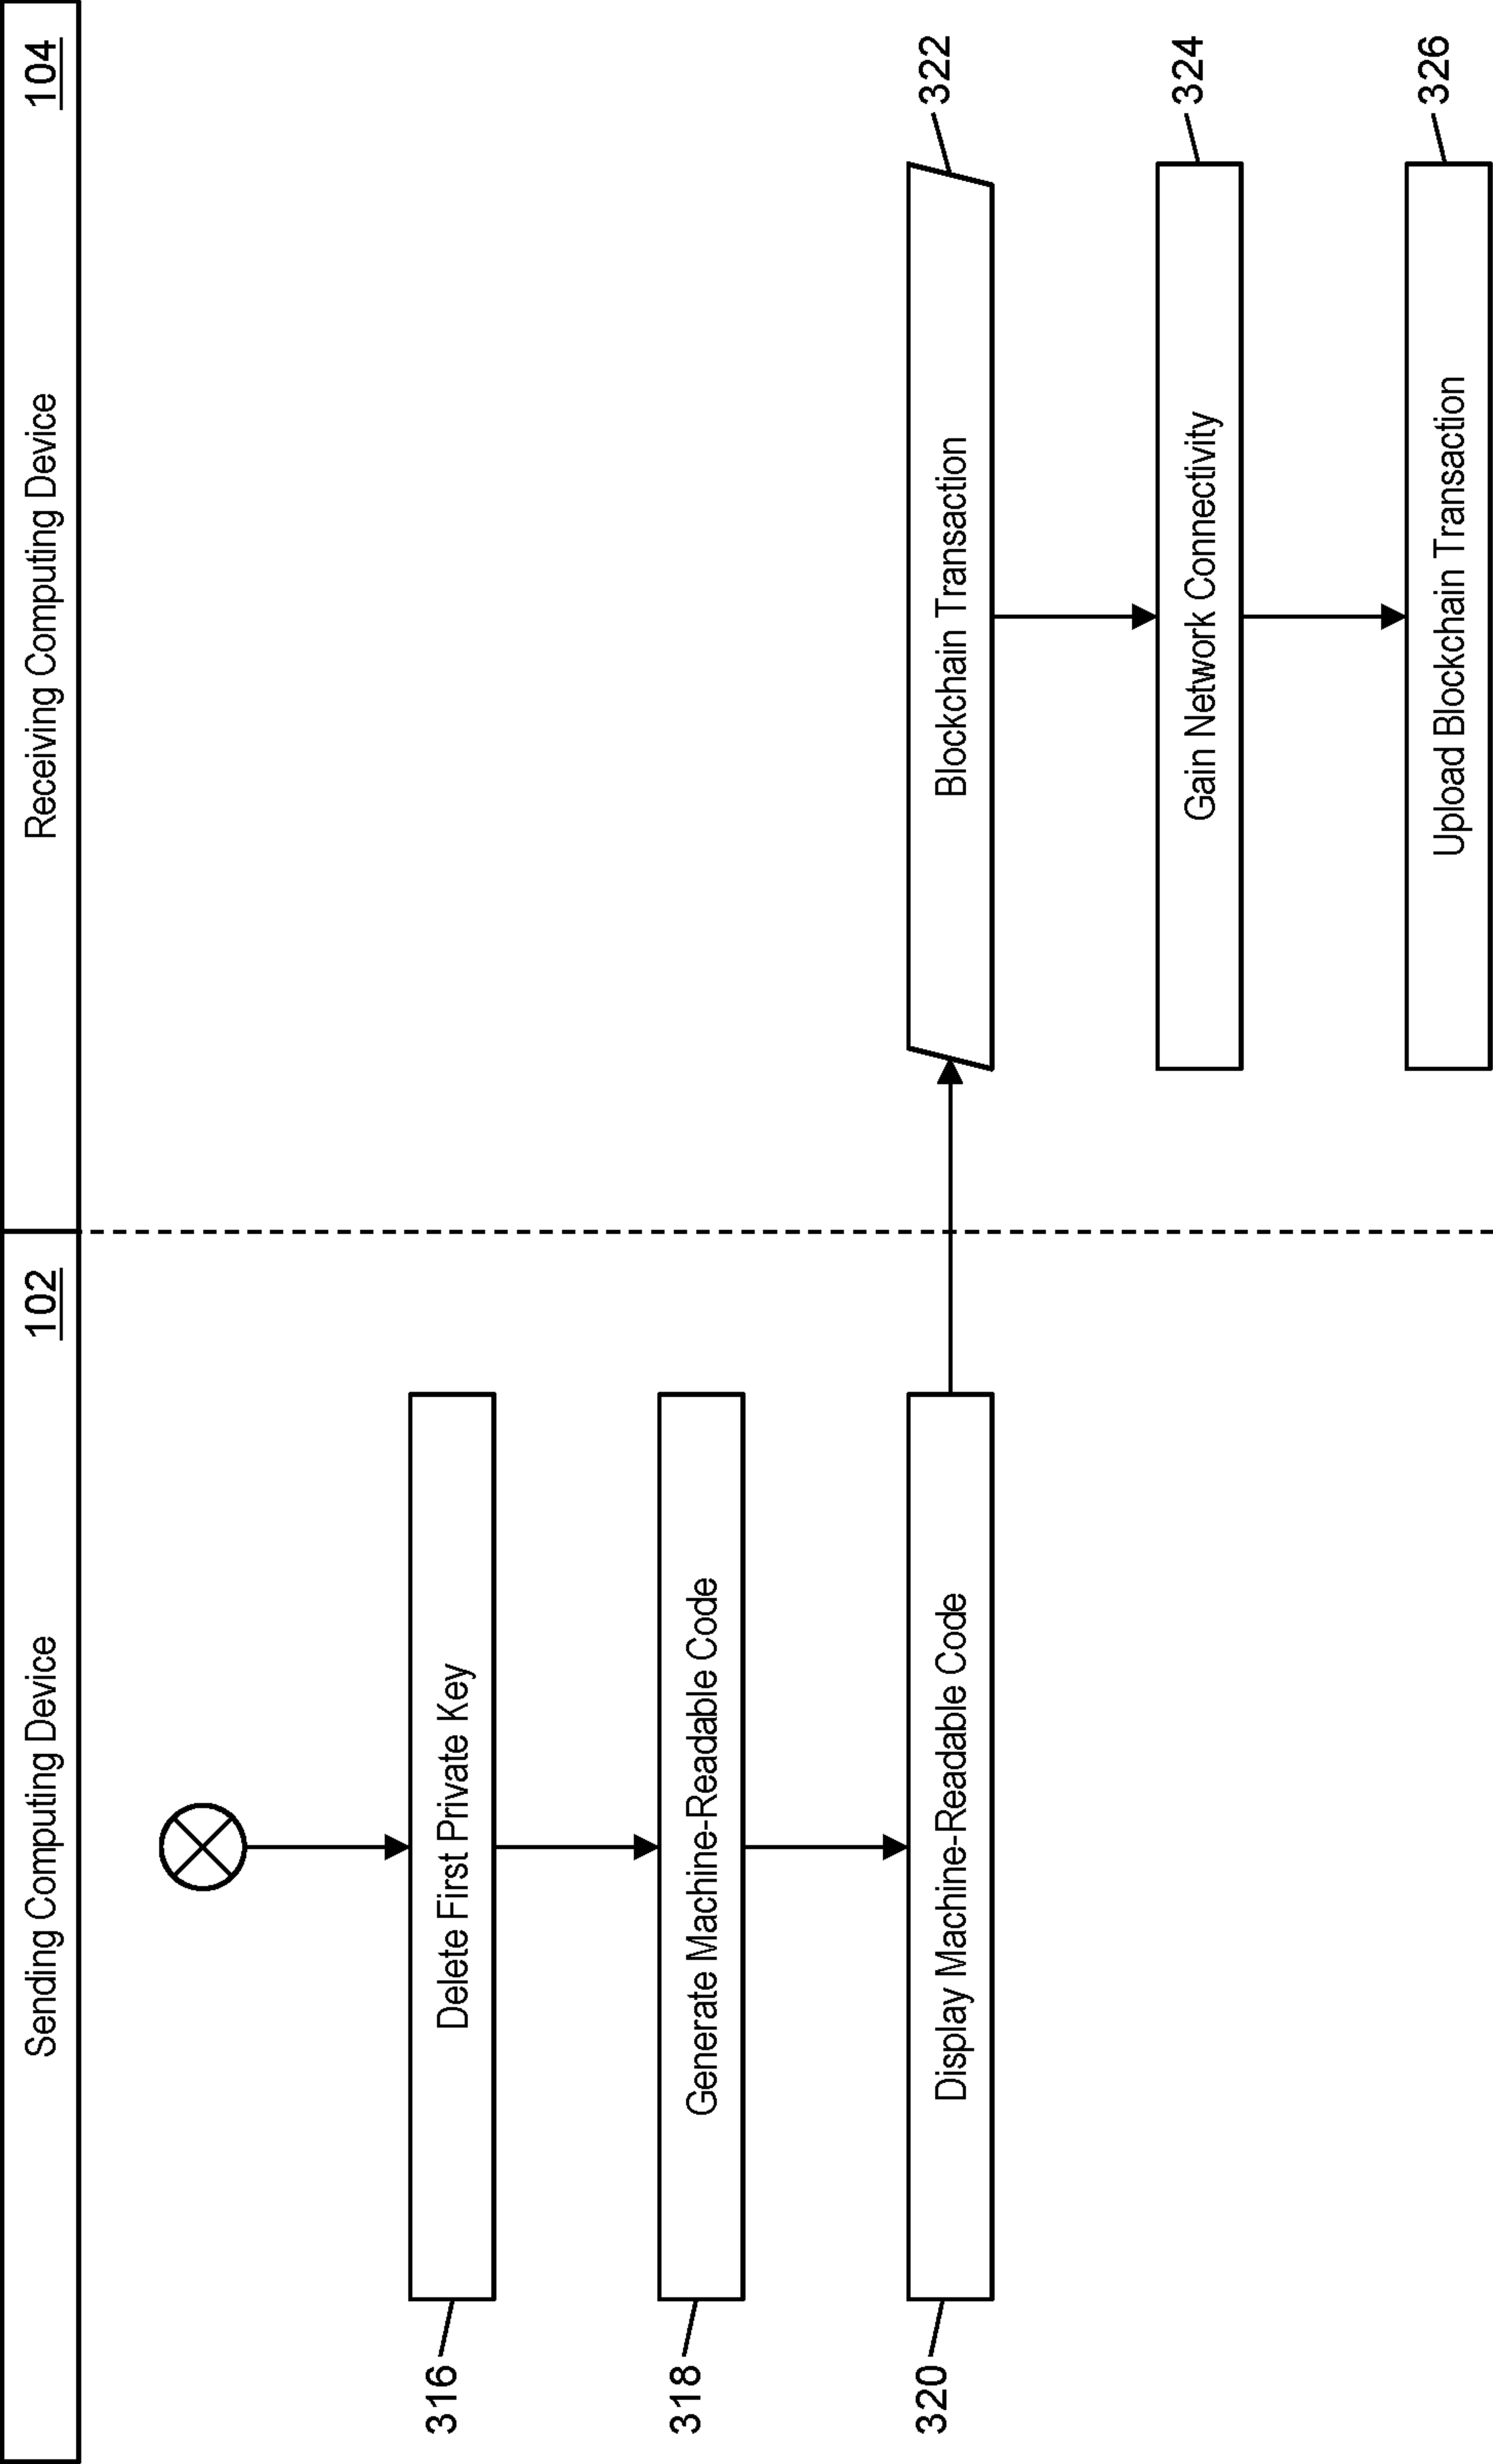 Sending Computing Device
102
Receiving Computing Device
104
316
Delete First Private Key
318
Generate Machine-Readable Code
320
Display Machine-Readable Code
Blockchain Transaction
322
Gain Network Connectivity
324
Upload Blockchain Transaction
326